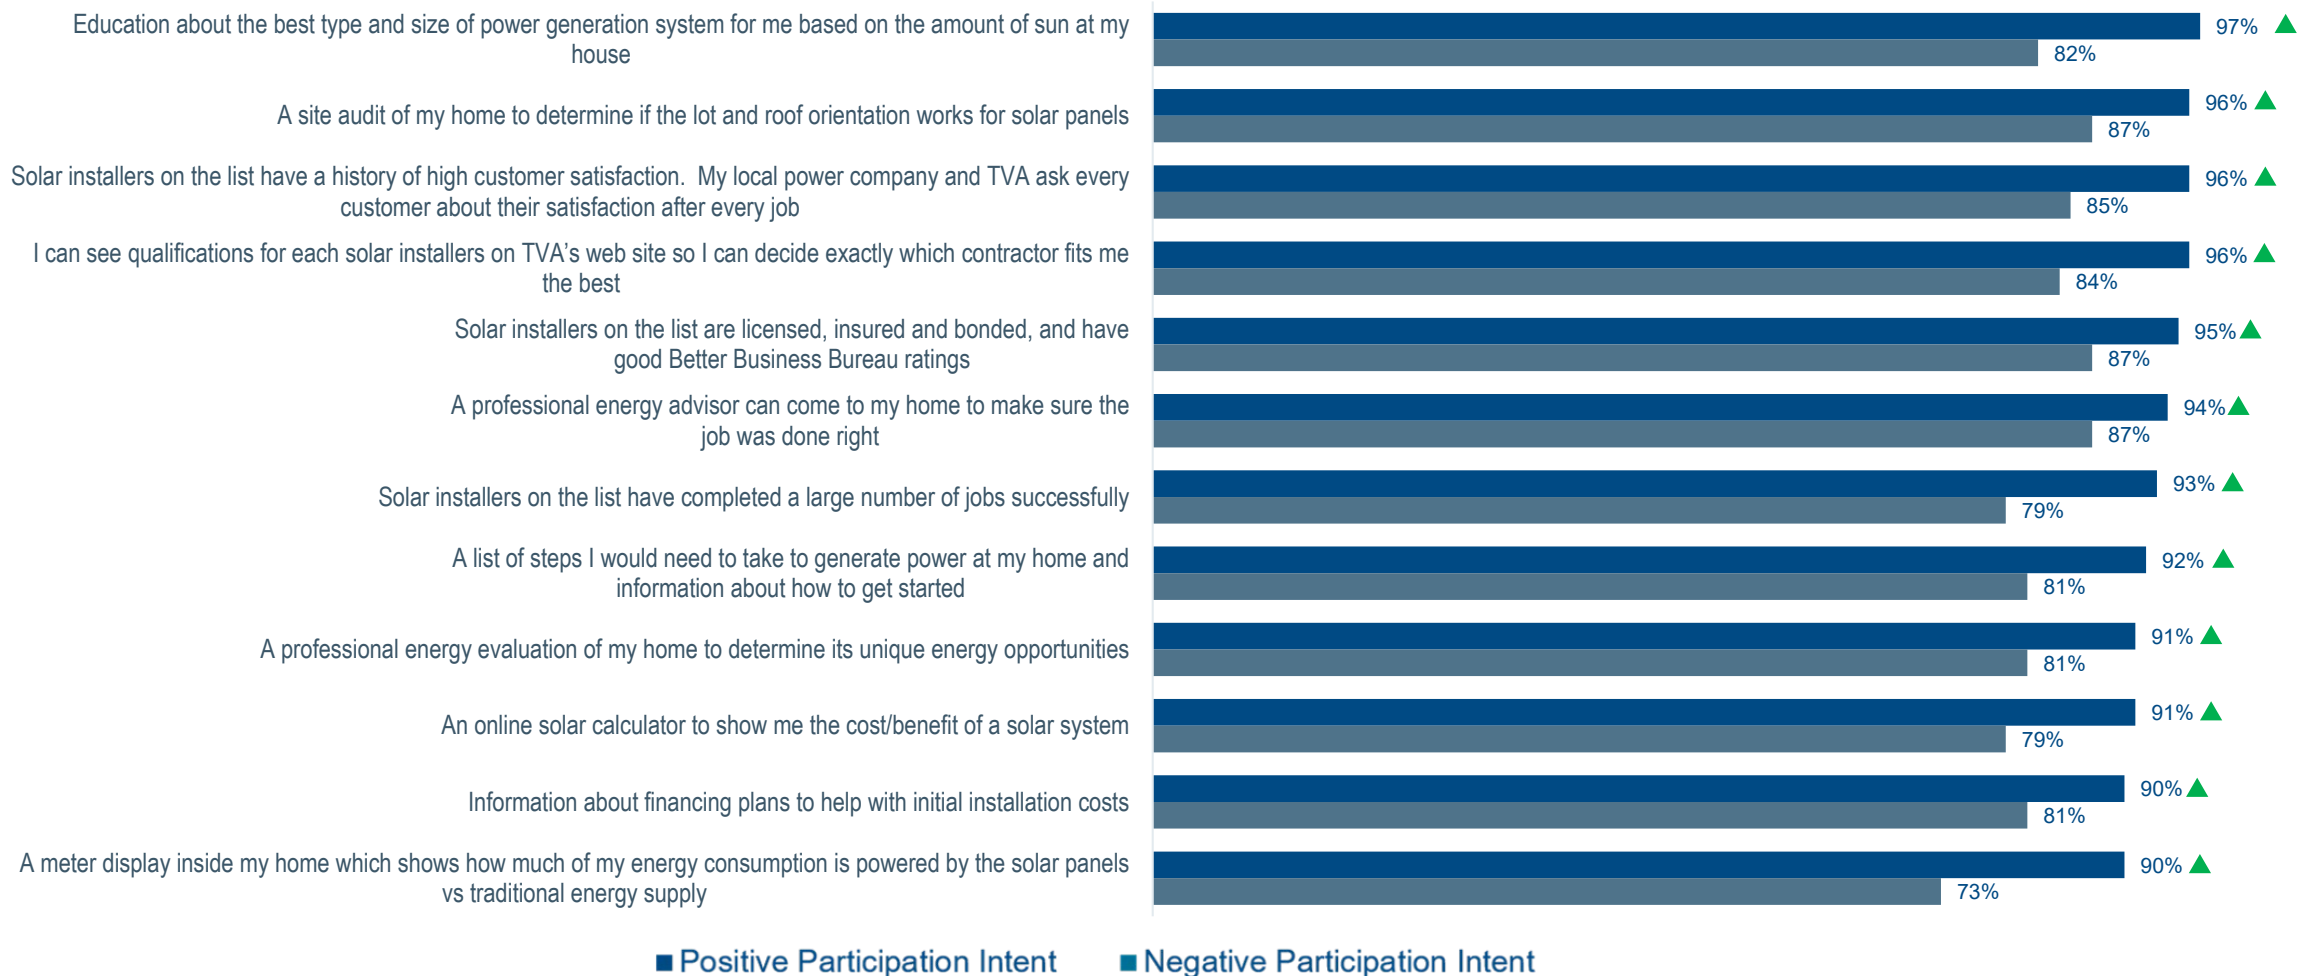 Education about the best type and size of power generation system for me based on the amount of sun at my
house
97%
82%
A site audit of my home to determine if the lot and roof orientation works for solar panels
96%
87%
Solar installers on the list have a history of high customer satisfaction.  My local power company and TVA ask every
customer about their satisfaction after every job
96%
85%
I can see qualifications for each solar installers on TVA’s web site so I can decide exactly which contractor fits me
the best
96%
84%
Solar installers on the list are licensed, insured and bonded, and have
good Better Business Bureau ratings
95%
87%
A professional energy advisor can come to my home to make sure the
job was done right
94%
87%
Solar installers on the list have completed a large number of jobs successfully
93%
79%
A list of steps I would need to take to generate power at my home and
information about how to get started
92%
81%
A professional energy evaluation of my home to determine its unique energy opportunities
91%
81%
An online solar calculator to show me the cost/benefit of a solar system
91%
79%
Information about financing plans to help with initial installation costs
90%
81%
A meter display inside my home which shows how much of my energy consumption is powered by the solar panels
vs traditional energy supply
90%
73%
Positive Participation Intent
Negative Participation Intent